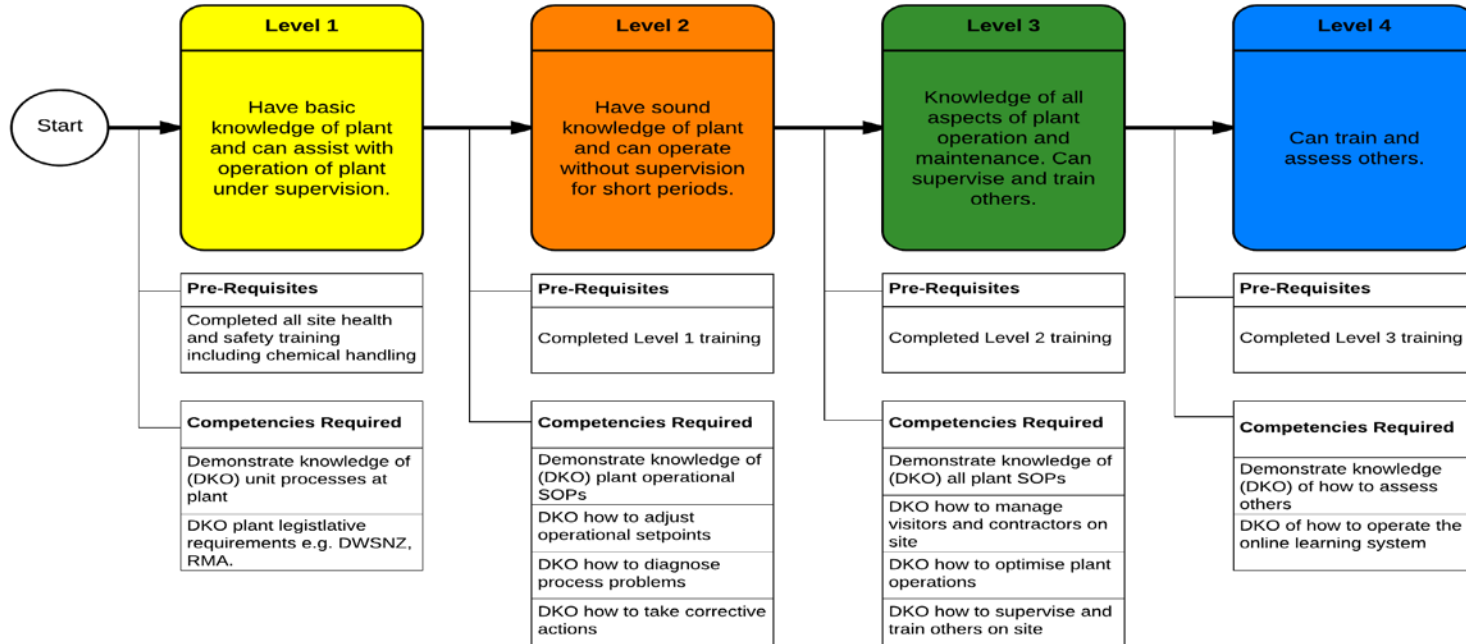 Start
Level 1
Have basic
knowledge of plant
and can assist with
operation of plant
under supervision.
Pre-Requisites
Completed all site health
and safety training
including chemical handling
Competencies Required
Demonstrate knowledge of
(DKO) unit processes at
plant
DKO plant legistlative
requirements e.g. DWSNZ,
RMA.
Level 2
Have sound
knowledge of plant
and can operate
without supervision
for short periods.
Pre-Requisites
Completed Level 1 training
Competencies Required
Demonstrate knowledge of
(DKO) plant operational
SOPs
DKO how to adjust
operational setpoints
DKO how to diagnose
process problems
DKO how to take corrective
actions
Level 3
Knowledge of all
aspects of plant
operation and
maintenance. Can
supervise and train
others.
Pre-Requisites
Completed Level 2 training
Competencies Required
Demonstrate knowledge of
(DKO) all plant SOPs
DKO how to manage
visitors and contractors on
site
DKO how to optimise plant
operations
DKO how to supervise and
train others on site
Level 4
Can train and
assess others.
Pre-Requisites
Completed Level 3 training
Competencies Required
Demonstrate knowledge
(DKO) of how to assess
others
DKO of how to operate the
online learning system